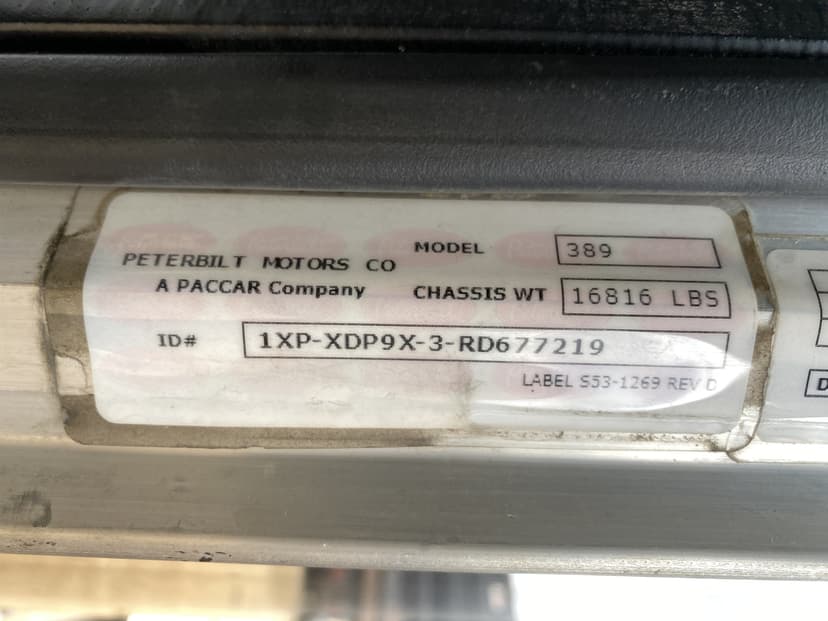 PETERBILT MOTORS CO
A PACCAR Company
MODEL 389
CHASSIS WT 16816 LBS
ID# 1XP-XDP9X-3-RD677219
LABEL S53-1269 REV D
D